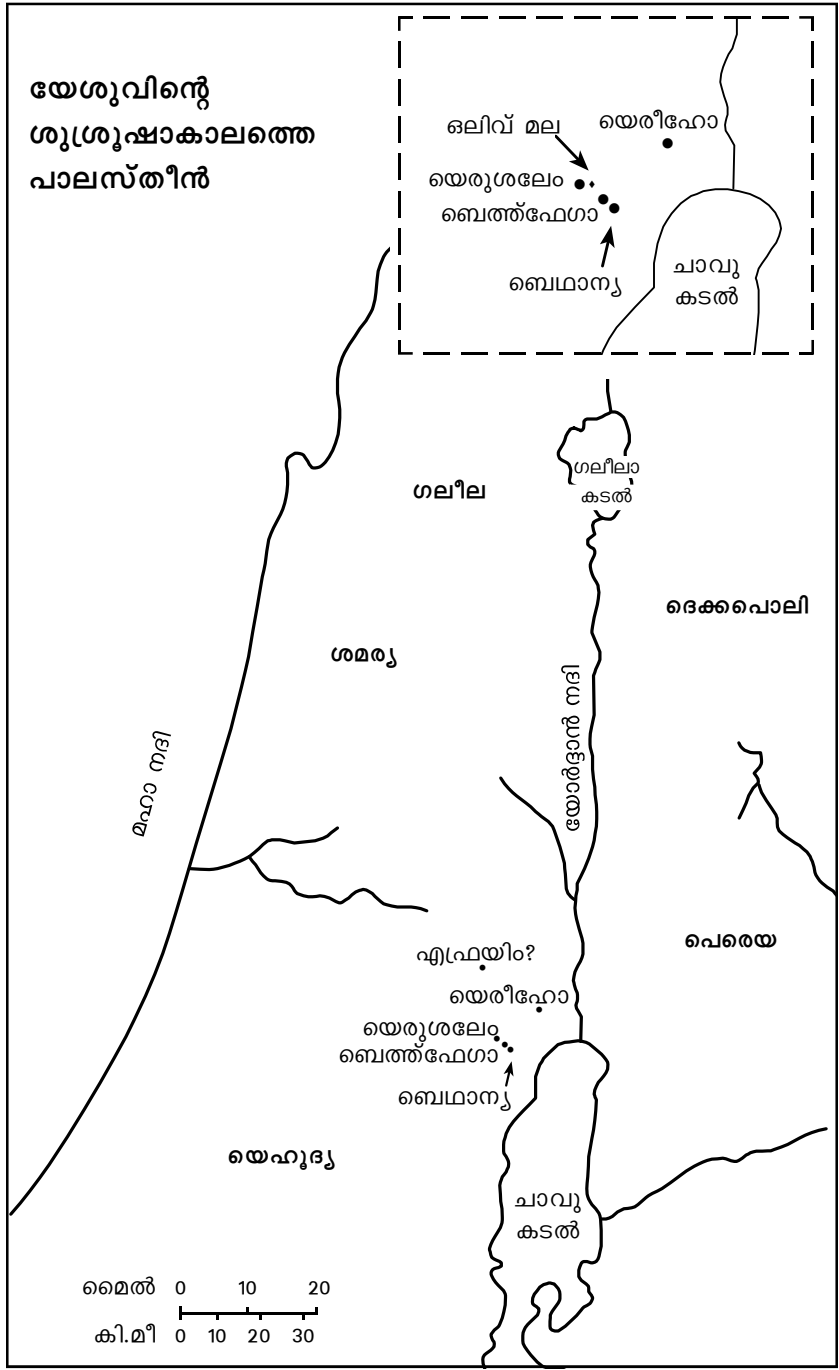 യേശുവിന്റെ
ശുശ്രൂഷാകാലത്തെ
പാലസ്തീൻ
ഒലിവ് മല
യെരീഹോ
യെരുശലേം
ബെത്ത്ഫേഗാ
ബെഥാന്യ
ചാവു
കടൽ
ഗലീലാ
കടൽ
ഗലീല
ദെക്കപൊലി
ശമര്യ
യോർദ്ദാൻ നദി
മഹാ നദി
പെരെയ
എഫ്രയിം?
യെരീഹോ
യെരുശലേം
ബെത്ത്ഫേഗാ
ബെഥാന്യ
യെഹൂദ്യ
ചാവു
കടൽ
മൈൽ 0 10 20
കി.മീ 0 10 20 30